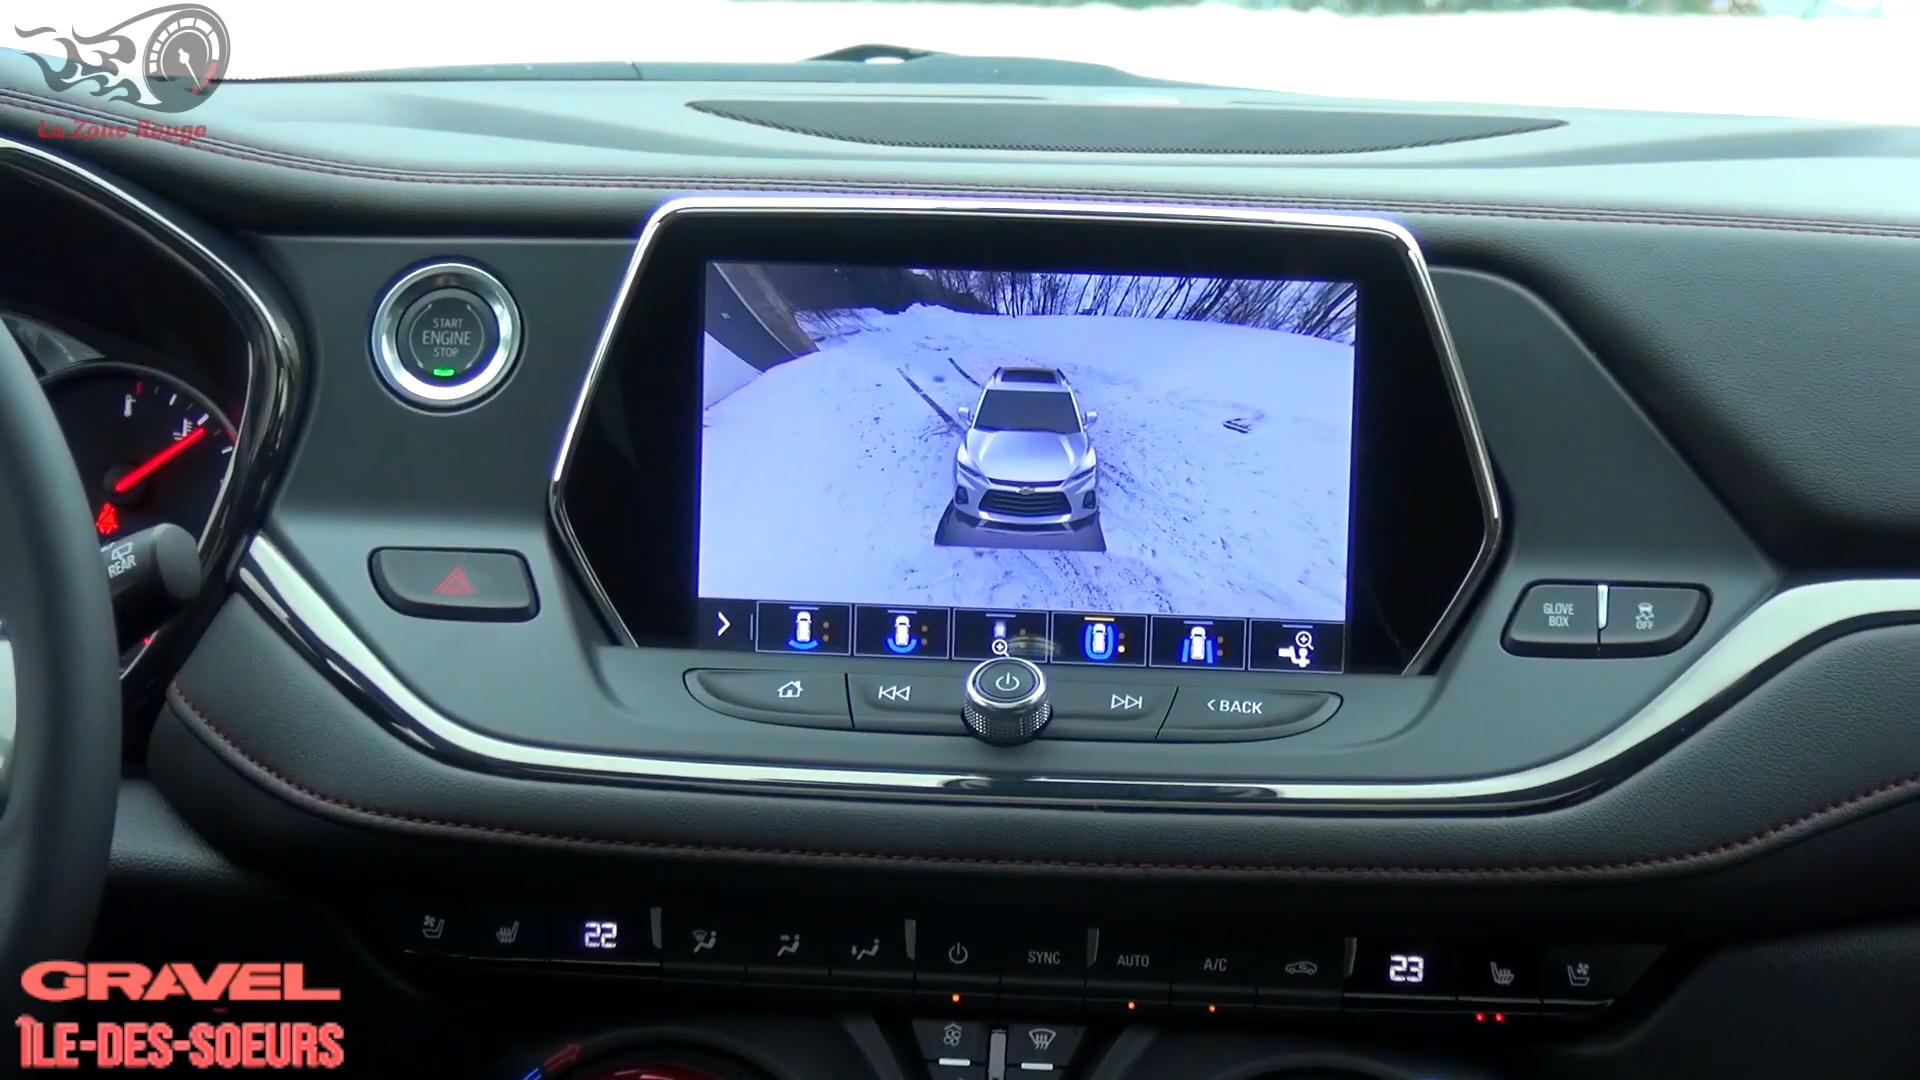 La Zone Rouge
START
ENGINE
STOP
REAR
GLOVE
BOX
OFF
BACK
22
SYNC
AUTO
A/C
23
GRAVEL
ÎLE-DES-SOEURS